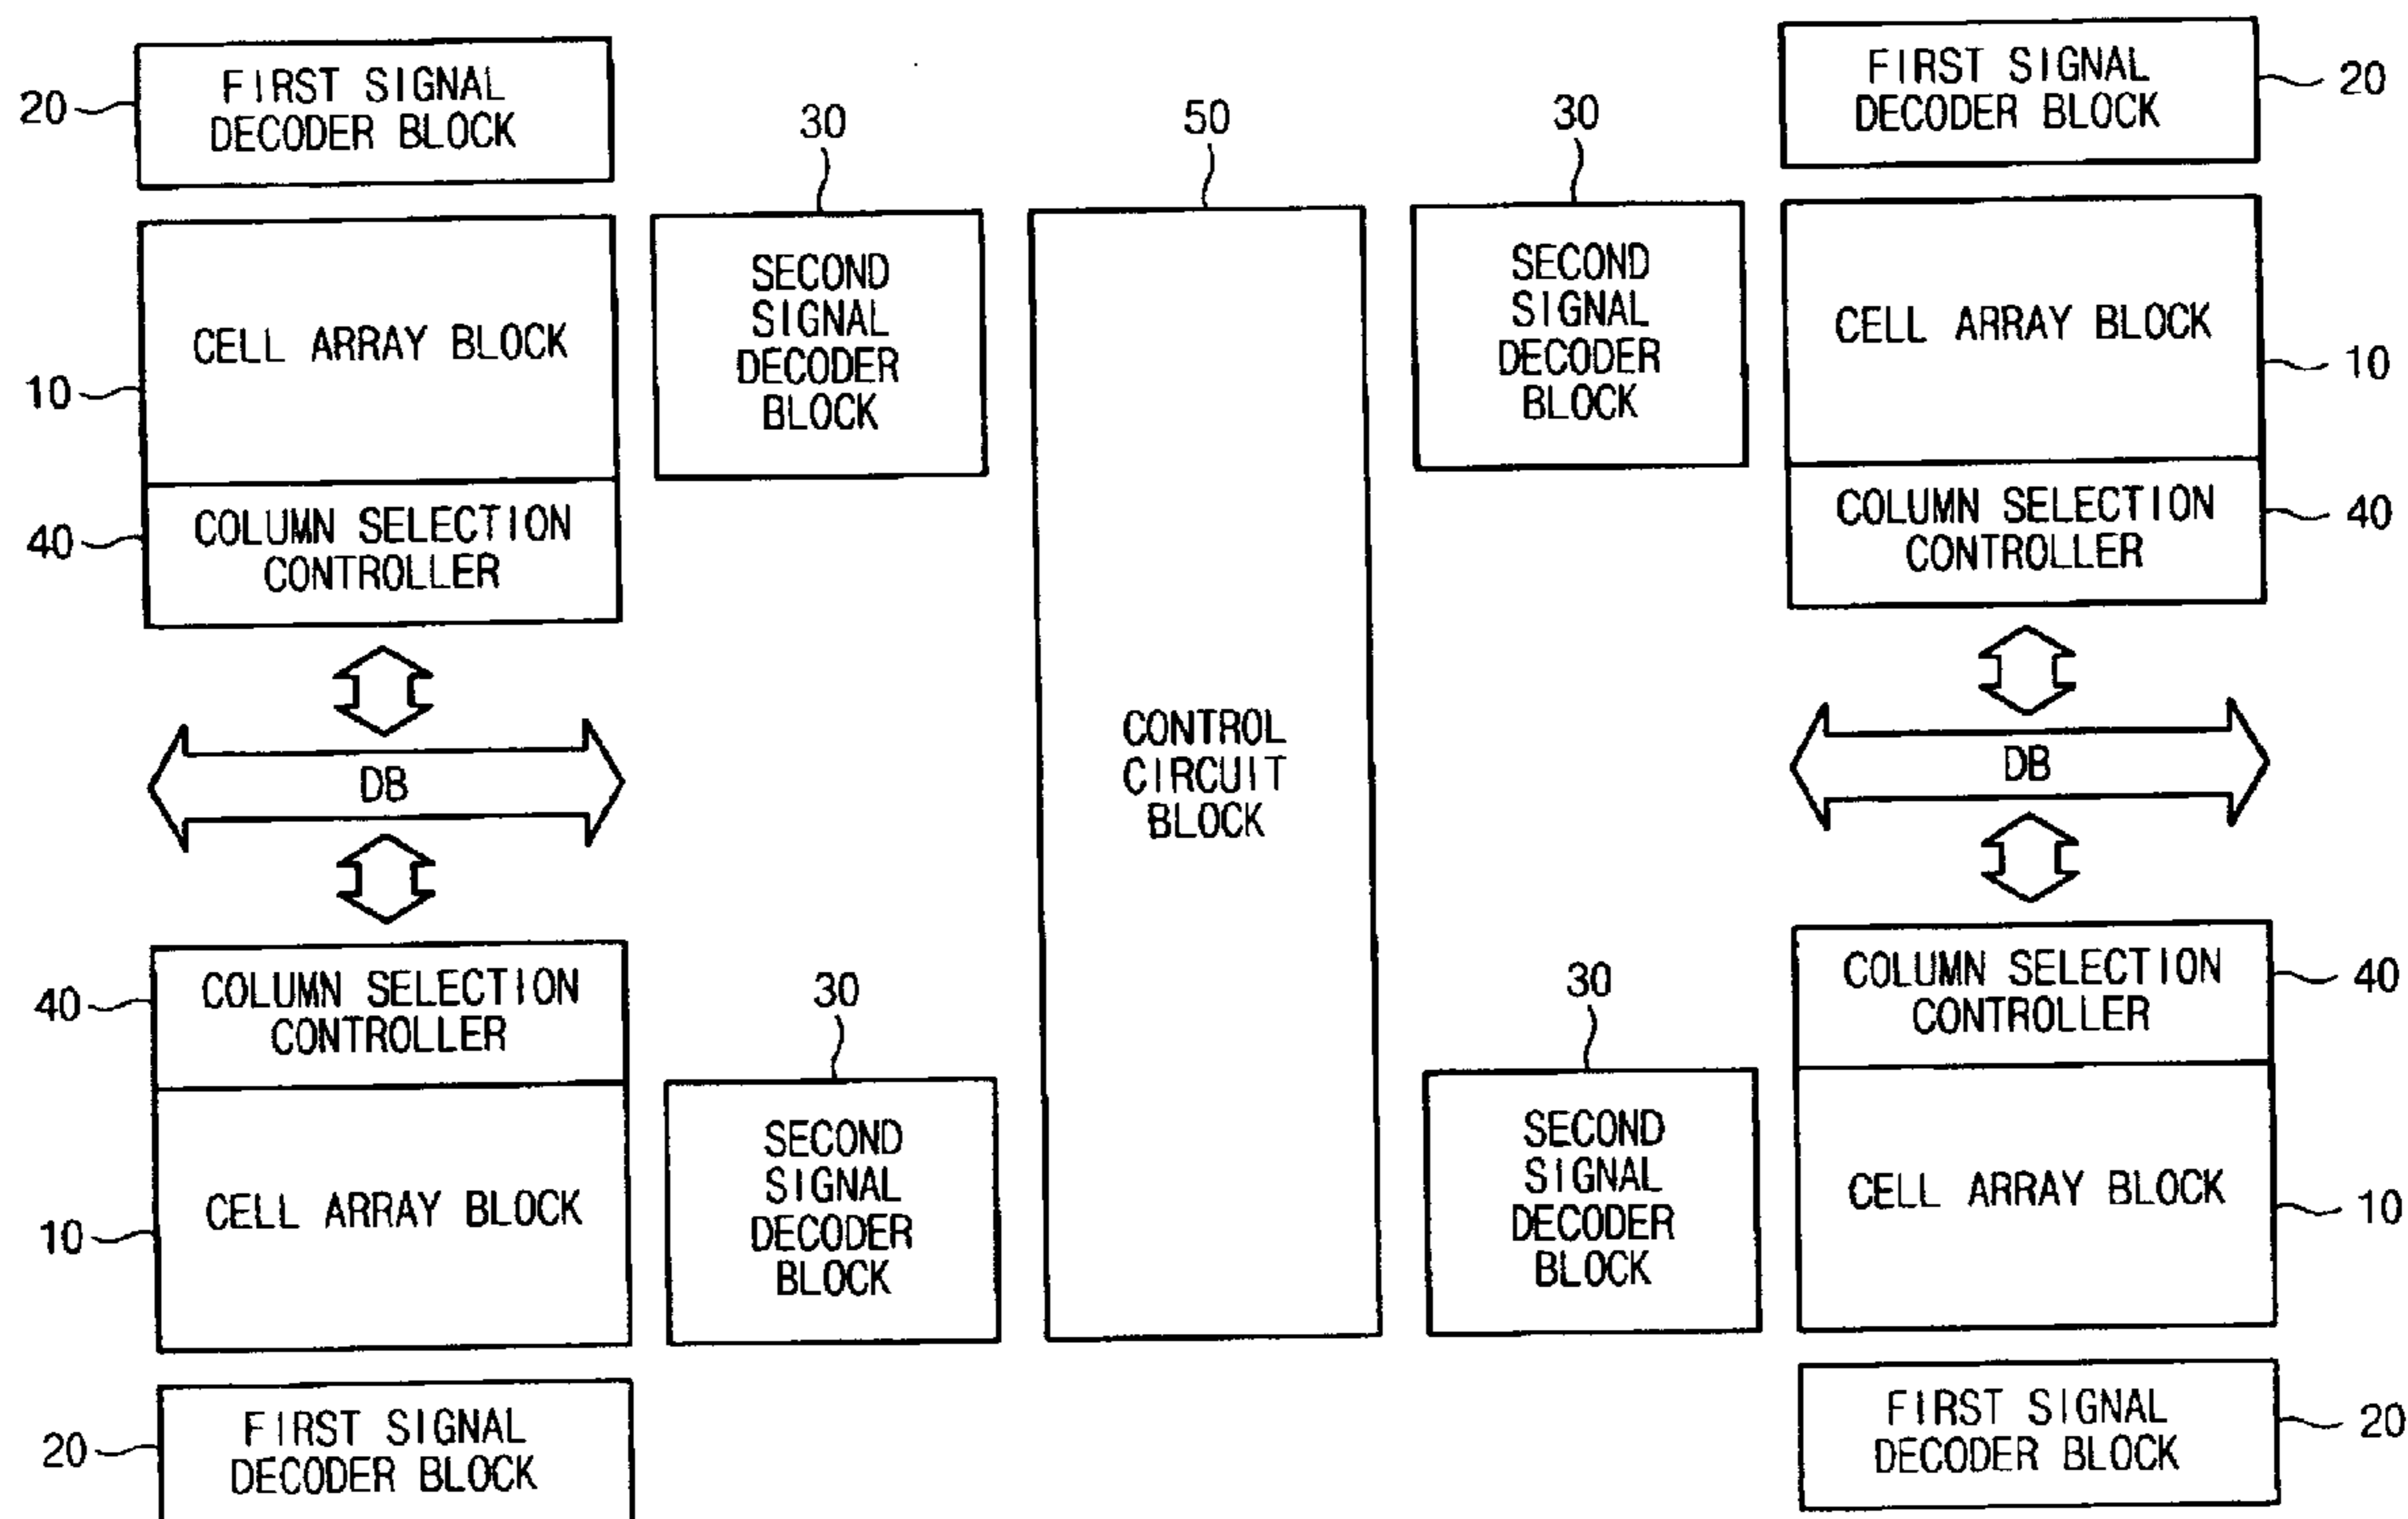 FIRST SIGNAL
DECODER BLOCK
20
FIRST SIGNAL
DECODER BLOCK
20
30
50
30
CELL ARRAY BLOCK
10
SECOND
SIGNAL
DECODER
BLOCK
SECOND
SIGNAL
DECODER
BLOCK
CELL ARRAY BLOCK
10
COLUMN SELECTION
CONTROLLER
40
COLUMN SELECTION
CONTROLLER
40
DB
CONTROL
CIRCUIT
BLOCK
DB
COLUMN SELECTION
CONTROLLER
40
30
30
COLUMN SELECTION
CONTROLLER
40
CELL ARRAY BLOCK
10
SECOND
SIGNAL
DECODER
BLOCK
SECOND
SIGNAL
DECODER
BLOCK
CELL ARRAY BLOCK
10
FIRST SIGNAL
DECODER BLOCK
20
FIRST SIGNAL
DECODER BLOCK
20